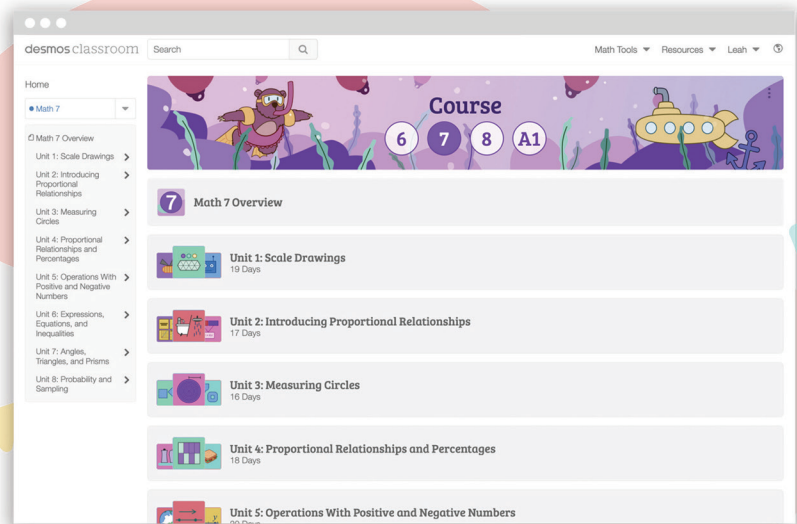 desmos classroom
Search
Math Tools
Resources
Leah
Home
Math 7
Math 7 Overview
Unit 1: Scale Drawings
Unit 2: Introducing
Proportional
Relationships
Unit 3: Measuring
Circles
Unit 4: Proportional
Relationships and
Percentages
Unit 5: Operations With
Positive and Negative
Numbers
Unit 6: Expressions,
Equations, and
Inequalities
Unit 7: Angles,
Triangles, and Prisms
Unit 8: Probability and
Sampling
Course
6 7 8 A1
7
Math 7 Overview
Unit 1: Scale Drawings
19 Days
Unit 2: Introducing Proportional Relationships
17 Days
Unit 3: Measuring Circles
16 Days
Unit 4: Proportional Relationships and Percentages
18 Days
Unit 5: Operations With Positive and Negative Numbers